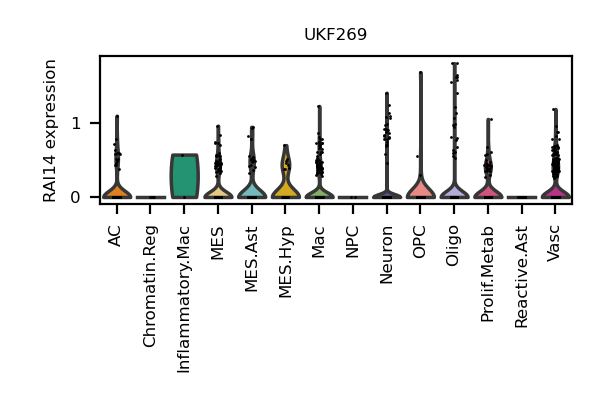 UKF269
RAI14 expression
1
0
AC
Chromatin.Reg
Inflammatory.Mac
MES
MES.Ast
MES.Hyp
Mac
NPC
Neuron
OPC
Oligo
Prolif.Metab
Reactive.Ast
Vasc